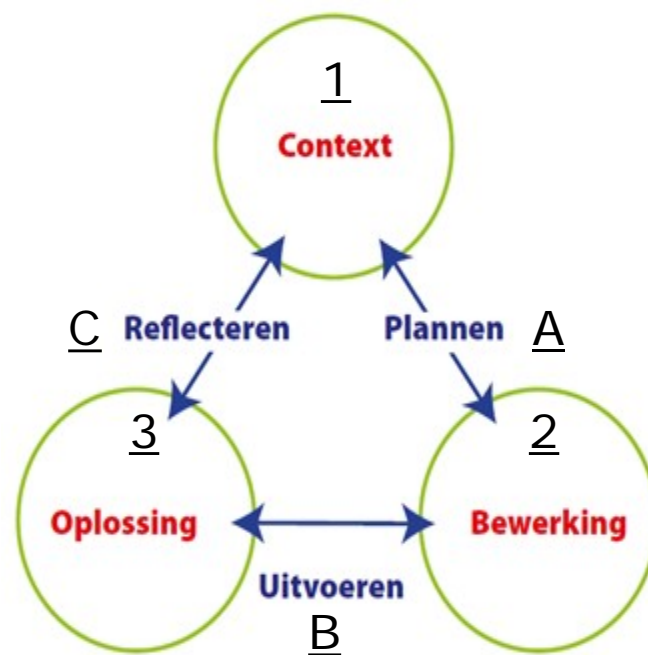 1
Context
C Reflecteren Plannen A
3 2
Oplossing Bewerking
Uitvoeren
B